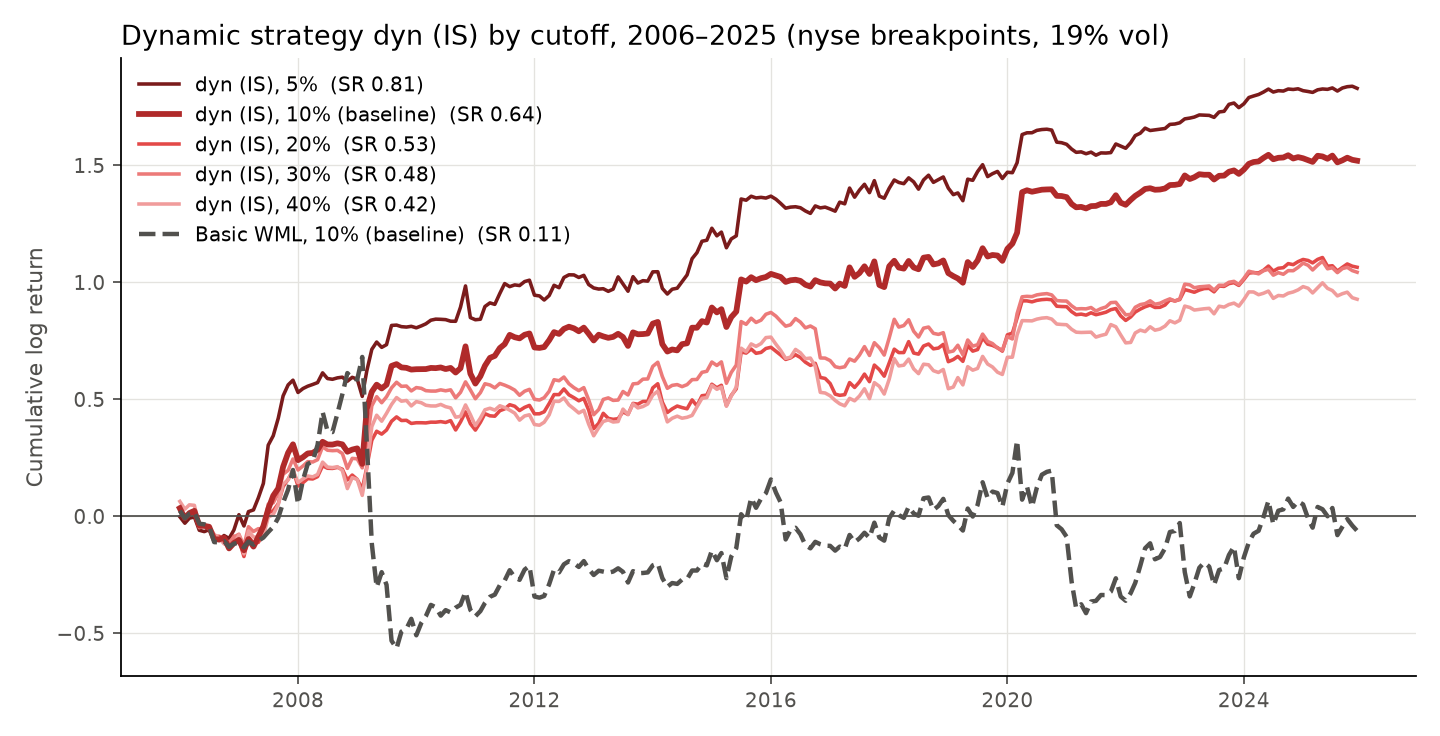 Dynamic strategy dyn (IS) by cutoff, 2006–2025 (nyse breakpoints, 19% vol)
dyn (IS), 5%  (SR 0.81)
dyn (IS), 10% (baseline)  (SR 0.64)
dyn (IS), 20%  (SR 0.53)
dyn (IS), 30%  (SR 0.48)
dyn (IS), 40%  (SR 0.42)
Basic WML, 10% (baseline)  (SR 0.11)
Cumulative log return
1.5
1.0
0.5
0.0
−0.5
2008
2012
2016
2020
2024